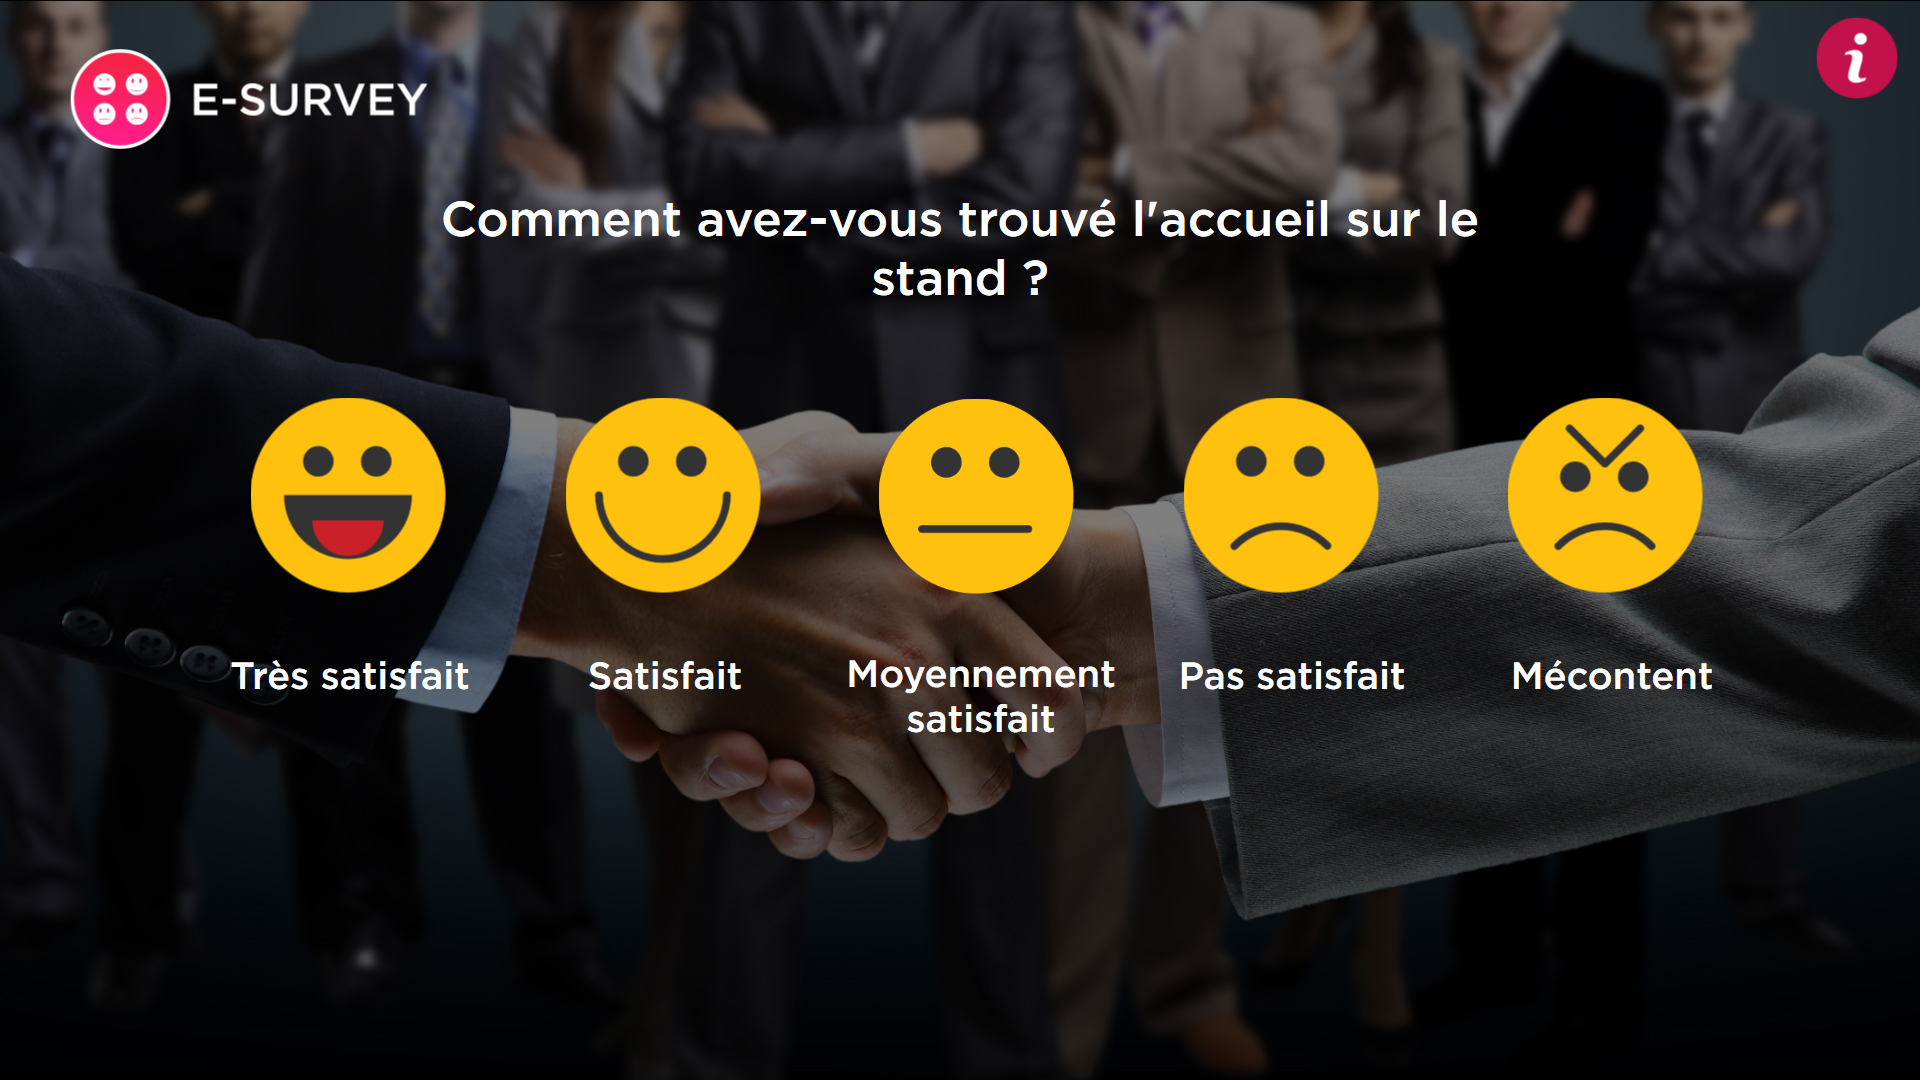 E-SURVEY
i
Comment avez-vous trouvé l'accueil sur le
stand ?
Très satisfait
Satisfait
Moyennement
satisfait
Pas satisfait
Mécontent